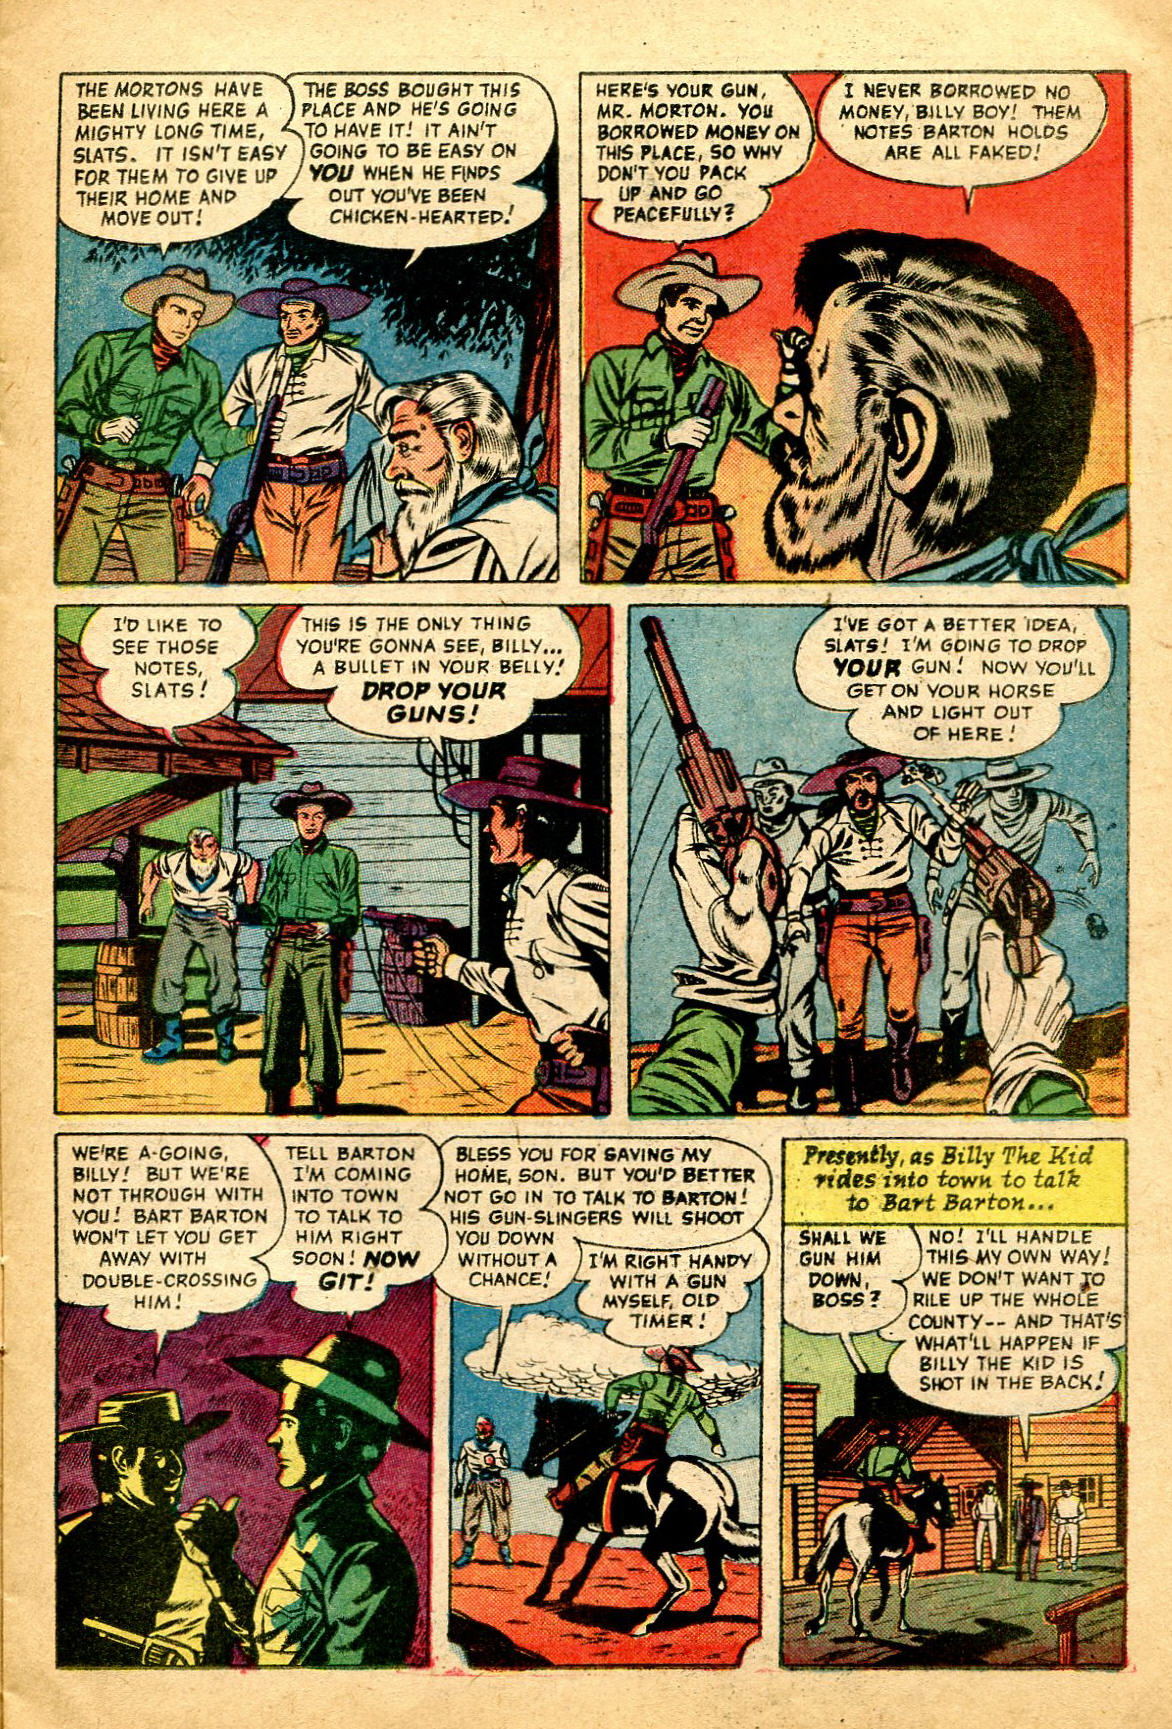 THE MORTONS HAVE
BEEN LIVING HERE A
MIGHTY LONG TIME,
SLATS. IT ISN'T EASY
FOR THEM TO GIVE UP
THEIR HOME AND
MOVE OUT!
THE BOSS BOUGHT THIS
PLACE AND HE'S GOING
TO HAVE IT! IT AIN'T
GOING TO BE EASY ON
YOU WHEN HE FINDS
OUT YOU'VE BEEN
CHICKEN-HEARTED!
HERE'S YOUR GUN,
MR. MORTON. YOU
BORROWED MONEY ON
THIS PLACE, SO WHY
DON'T YOU PACK
UP AND GO
PEACEFULLY?
I NEVER BORROWED NO
MONEY, BILLY BOY! THEM
NOTES BARTON HOLDS
ARE ALL FAKED!
I'D LIKE TO
SEE THOSE
NOTES,
SLATS!
THIS IS THE ONLY THING
YOU'RE GONNA SEE, BILLY...
A BULLET IN YOUR BELLY!
DROP YOUR
GUNS!
I'VE GOT A BETTER IDEA,
SLATS! I'M GOING TO DROP
YOUR GUN! NOW YOU'LL
GET ON YOUR HORSE
AND LIGHT OUT
OF HERE!
WE'RE A-GOING,
BILLY! BUT WE'RE
NOT THROUGH WITH
YOU! BART BARTON
WON'T LET YOU GET
AWAY WITH
DOUBLE-CROSSING
HIM!
TELL BARTON
I'M COMING
INTO TOWN
TO TALK TO
HIM RIGHT
SOON! NOW
GIT!
BLESS YOU FOR SAVING MY
HOME, SON. BUT YOU'D BETTER
NOT GO IN TO TALK TO BARTON!
HIS GUN-SLINGERS WILL SHOOT
YOU DOWN
WITHOUT A
CHANCE!
I'M RIGHT HANDY
WITH A GUN
MYSELF, OLD
TIMER!
Presently, as Billy The Kid
rides into town to talk
to Bart Barton...
SHALL WE
GUN HIM
DOWN,
BOSS?
NO! I'LL HANDLE
THIS MY OWN WAY!
WE DON'T WANT TO
RILE UP THE WHOLE
COUNTY-- AND THAT'S
WHAT'LL HAPPEN IF
BILLY THE KID IS
SHOT IN THE BACK!